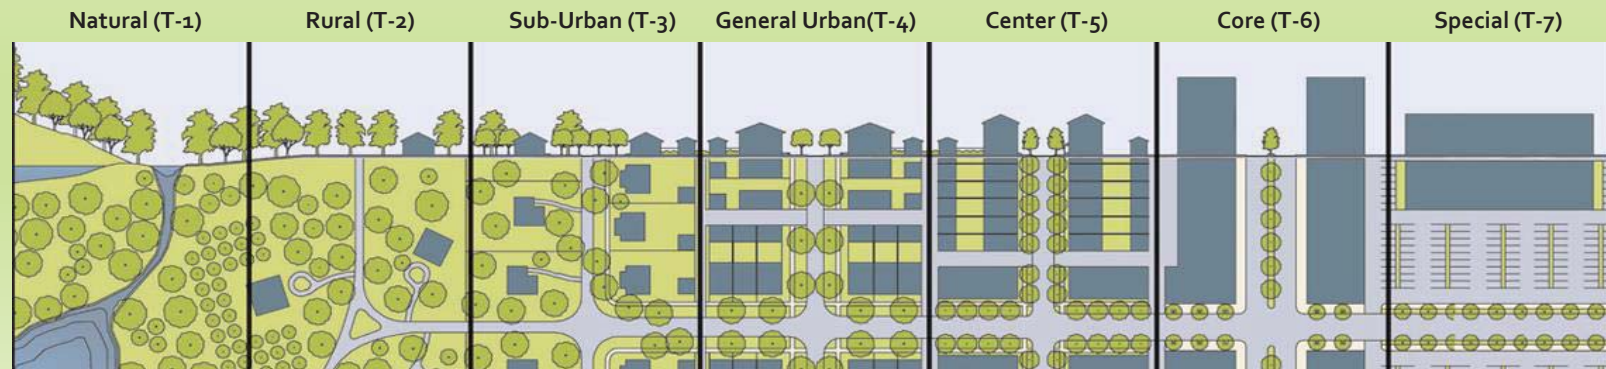 Natural (T-1) Rural (T-2) Sub-Urban (T-3) General Urban(T-4) Center (T-5) Core (T-6) Special (T-7)